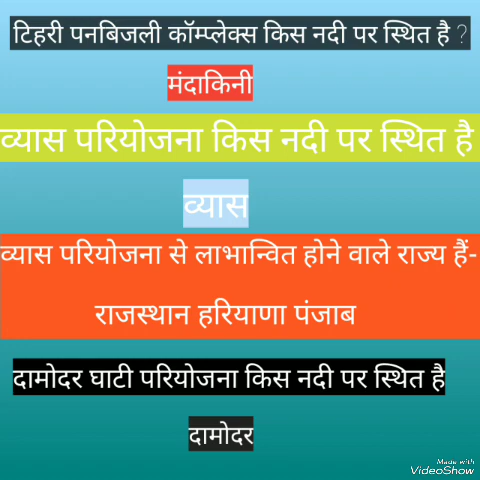 टिहरी पनबिजली कॉम्प्लेक्स किस नदी पर स्थित है ?
मंदाकिनी
व्यास परियोजना किस नदी पर स्थित है
व्यास
व्यास परियोजना से लाभान्वित होने वाले राज्य हैं-
राजस्थान हरियाणा पंजाब
दामोदर घाटी परियोजना किस नदी पर स्थित है
दामोदर
Made with
VideoShow